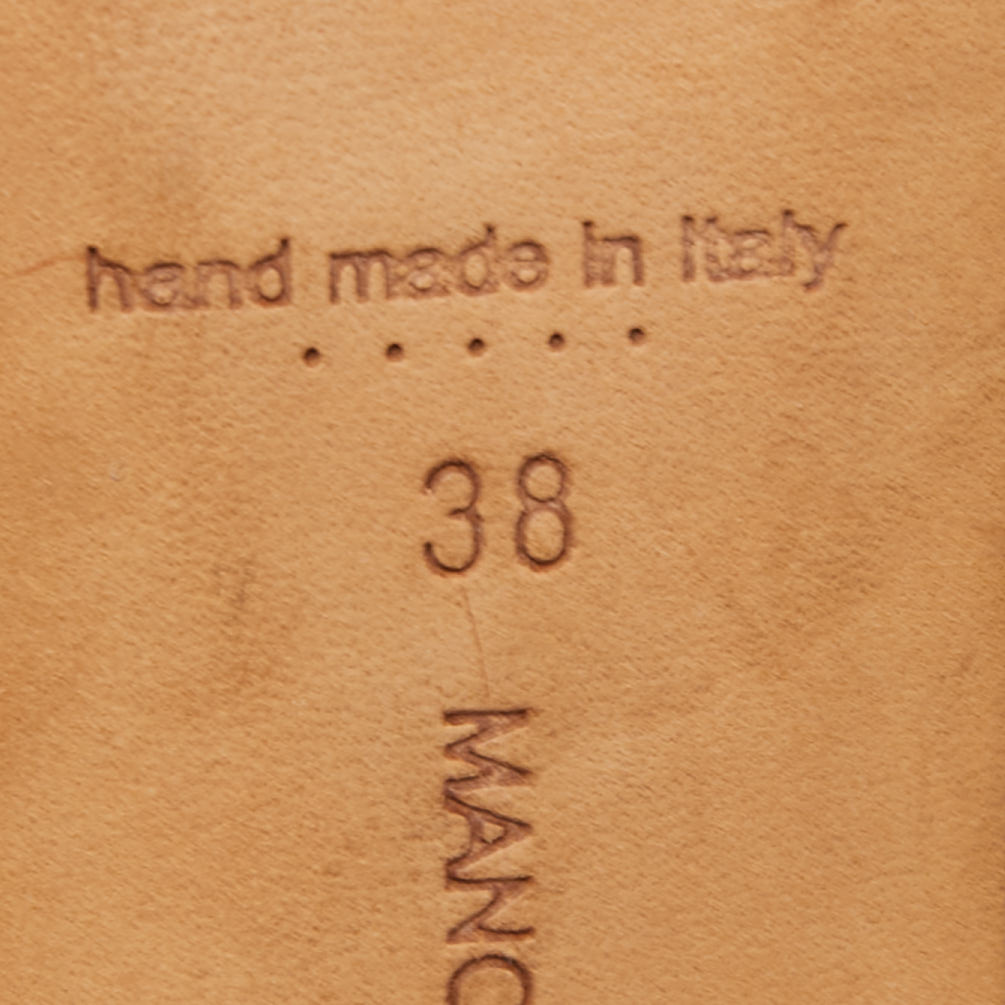 hand made in Italy
.....
38
MANO